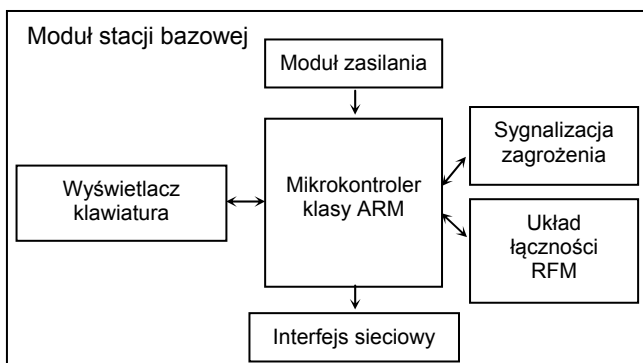 Moduł stacji bazowej
Moduł zasilania
Sygnalizacja
zagrożenia
Wyświetlacz
klawiatura
Mikrokontroler
klasy ARM
Układ
łączności
RFM
Interfejs sieciowy